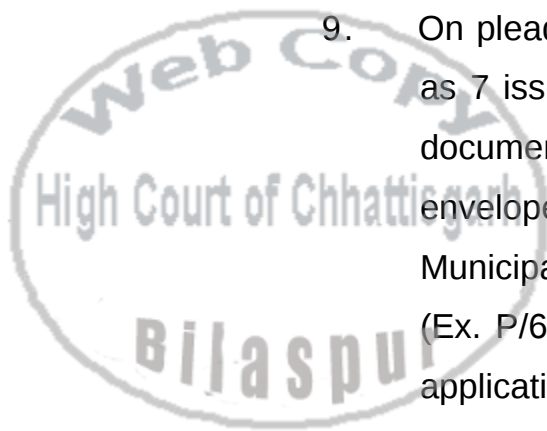 Web Copy
High Court of Chhattisgarh
Bilaspur
9. On plead
as 7 iss
documen
envelope
Municipa
(Ex. P/6
applicati